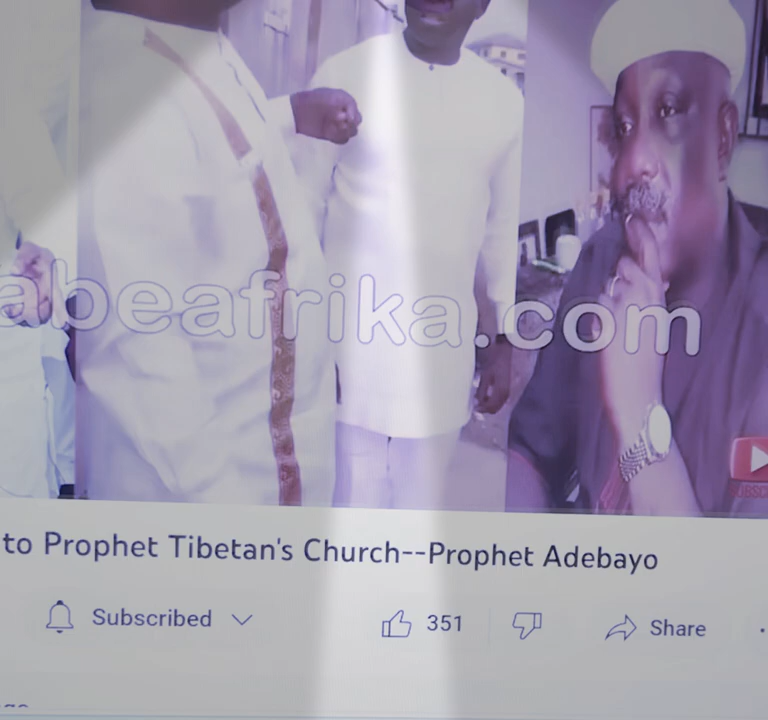 abeafrika.com
to Prophet Tibetan's Church--Prophet Adebayo
Subscribed
351
Share